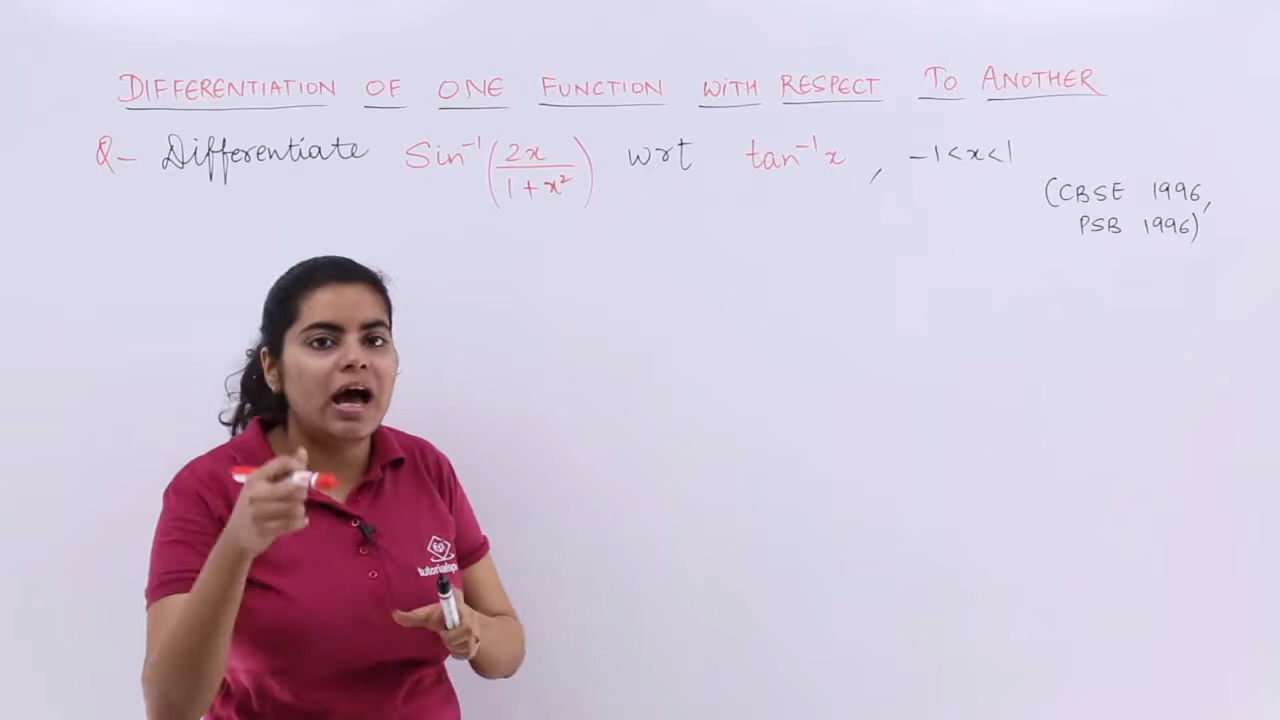 DIFFERENTIATION OF ONE FUNCTION WITH RESPECT TO ANOTHER
Q- Differentiate Sin⁻¹(2x/(1+x²)) wrt tan⁻¹x, -1<x<1
(CBSE 1996,
PSB 1996)